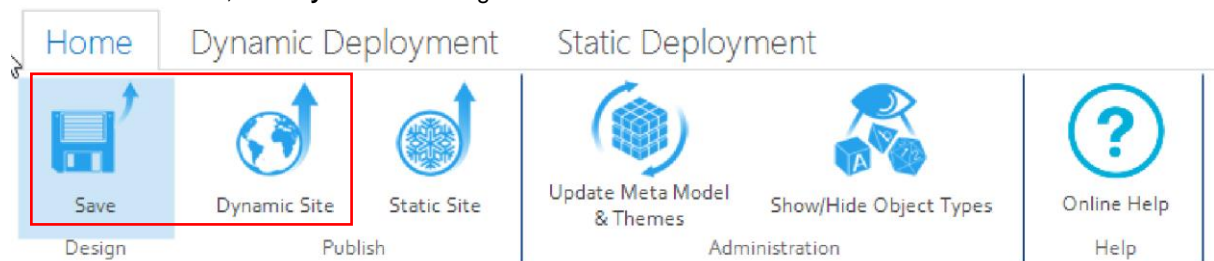 Home Dynamic Deployment Static Deployment
Save Dynamic Site Static Site Update Meta Model & Themes Show/Hide Object Types Online Help
Design Publish Administration Help